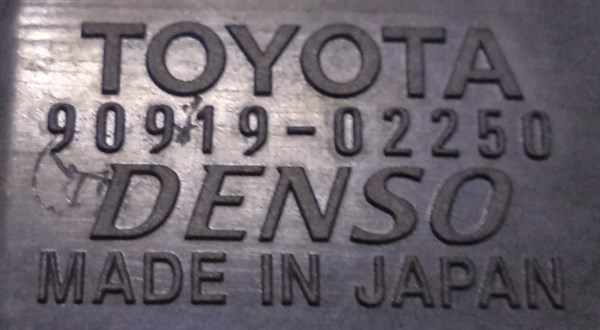 TOYOTA
90919-02250
DENSO
MADE IN JAPAN